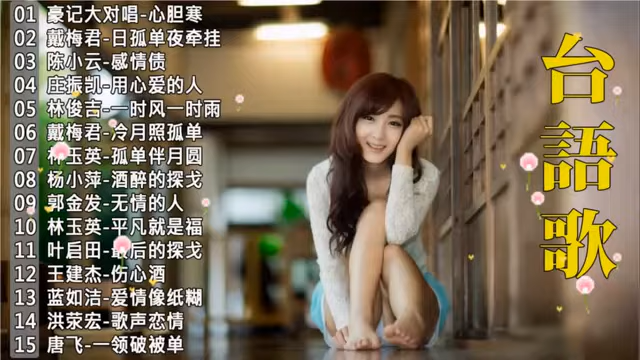 01 豪记大对唱-心胆寒
02 戴梅君-日孤单夜牵挂
03 陈小云-感情债
04 庄振凯-用心爱的人
05 林俊吉-一时风一时雨
06 戴梅君-冷月照孤单
07 林玉英-孤单伴月圆
08 杨小萍-酒醉的探戈
09 郭金发-无情的人
10 林玉英-平凡就是福
11 叶启田-最后的探戈
12 王建杰-伤心酒
13 蓝如洁-爱情像纸糊
14 洪荥宏-歌声恋情
15 唐飞-一领破被单
台語歌